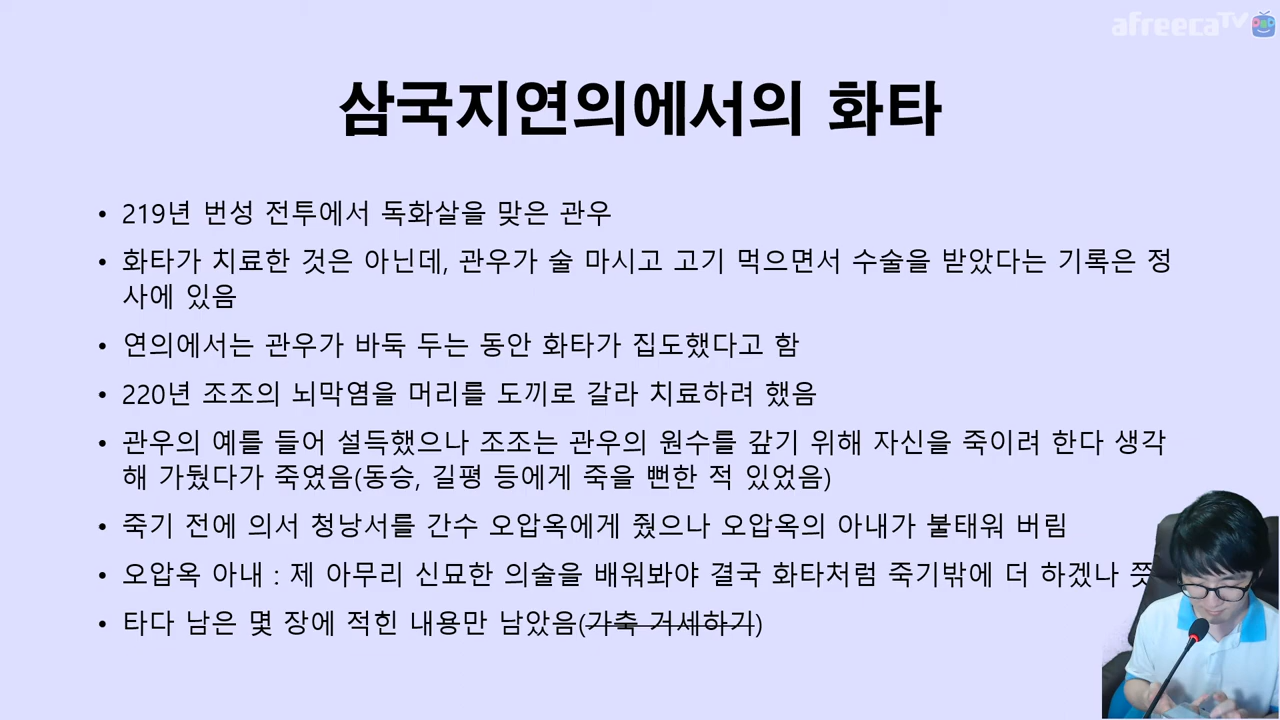 afreecaTV
삼국지연의에서의 화타
• 219년 번성 전투에서 독화살을 맞은 관우
• 화타가 치료한 것은 아닌데, 관우가 술 마시고 고기 먹으면서 수술을 받았다는 기록은 정
사에 있음
• 연의에서는 관우가 바둑 두는 동안 화타가 집도했다고 함
• 220년 조조의 뇌막염을 머리를 도끼로 갈라 치료하려 했음
• 관우의 예를 들어 설득했으나 조조는 관우의 원수를 갚기 위해 자신을 죽이려 한다 생각
해 가뒀다가 죽였음(동승, 길평 등에게 죽을 뻔한 적 있었음)
• 죽기 전에 의서 청낭서를 간수 오압옥에게 줬으나 오압옥의 아내가 불태워 버림
• 오압옥 아내 : 제 아무리 신묘한 의술을 배워봐야 결국 화타처럼 죽기밖에 더 하겠나 쯧
• 타다 남은 몇 장에 적힌 내용만 남았음(가축 거세하기)